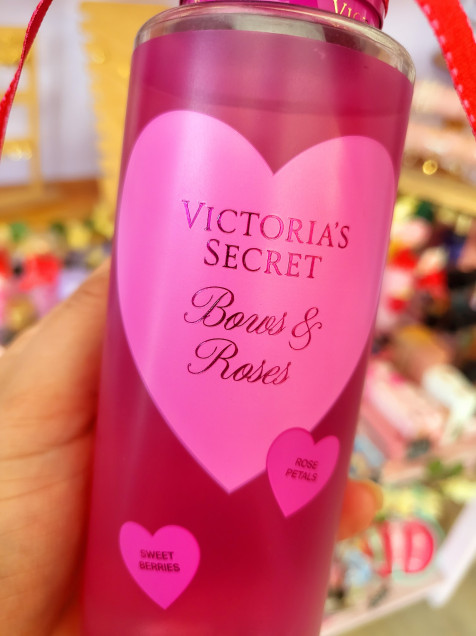 VICTORIA'S
SECRET
Bows &
Roses
ROSE
PETALS
SWEET
BERRIES